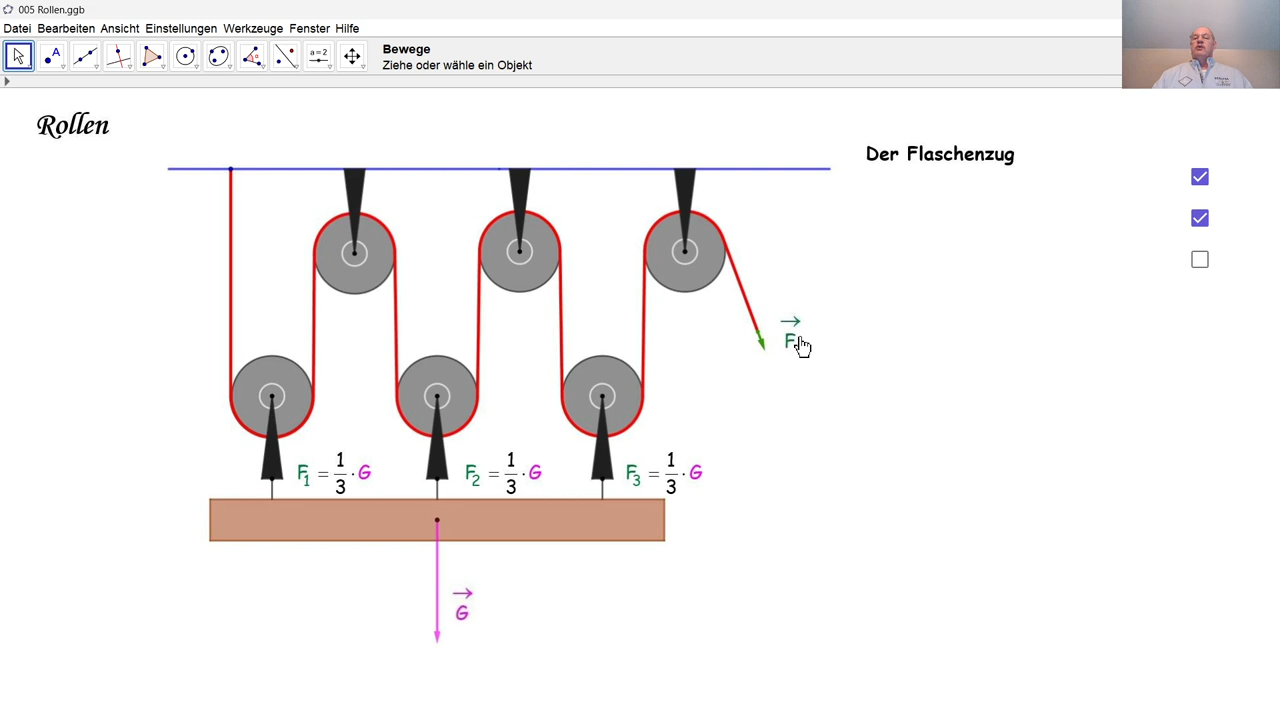 005 Rollen.ggb
Datei Bearbeiten Ansicht Einstellungen Werkzeuge Fenster Hilfe
A
a=2
Bewege
Ziehe oder wähle ein Objekt
Rollen
Der Flaschenzug
F
F₁ = 1/3 · G
F₂ = 1/3 · G
F₃ = 1/3 · G
G